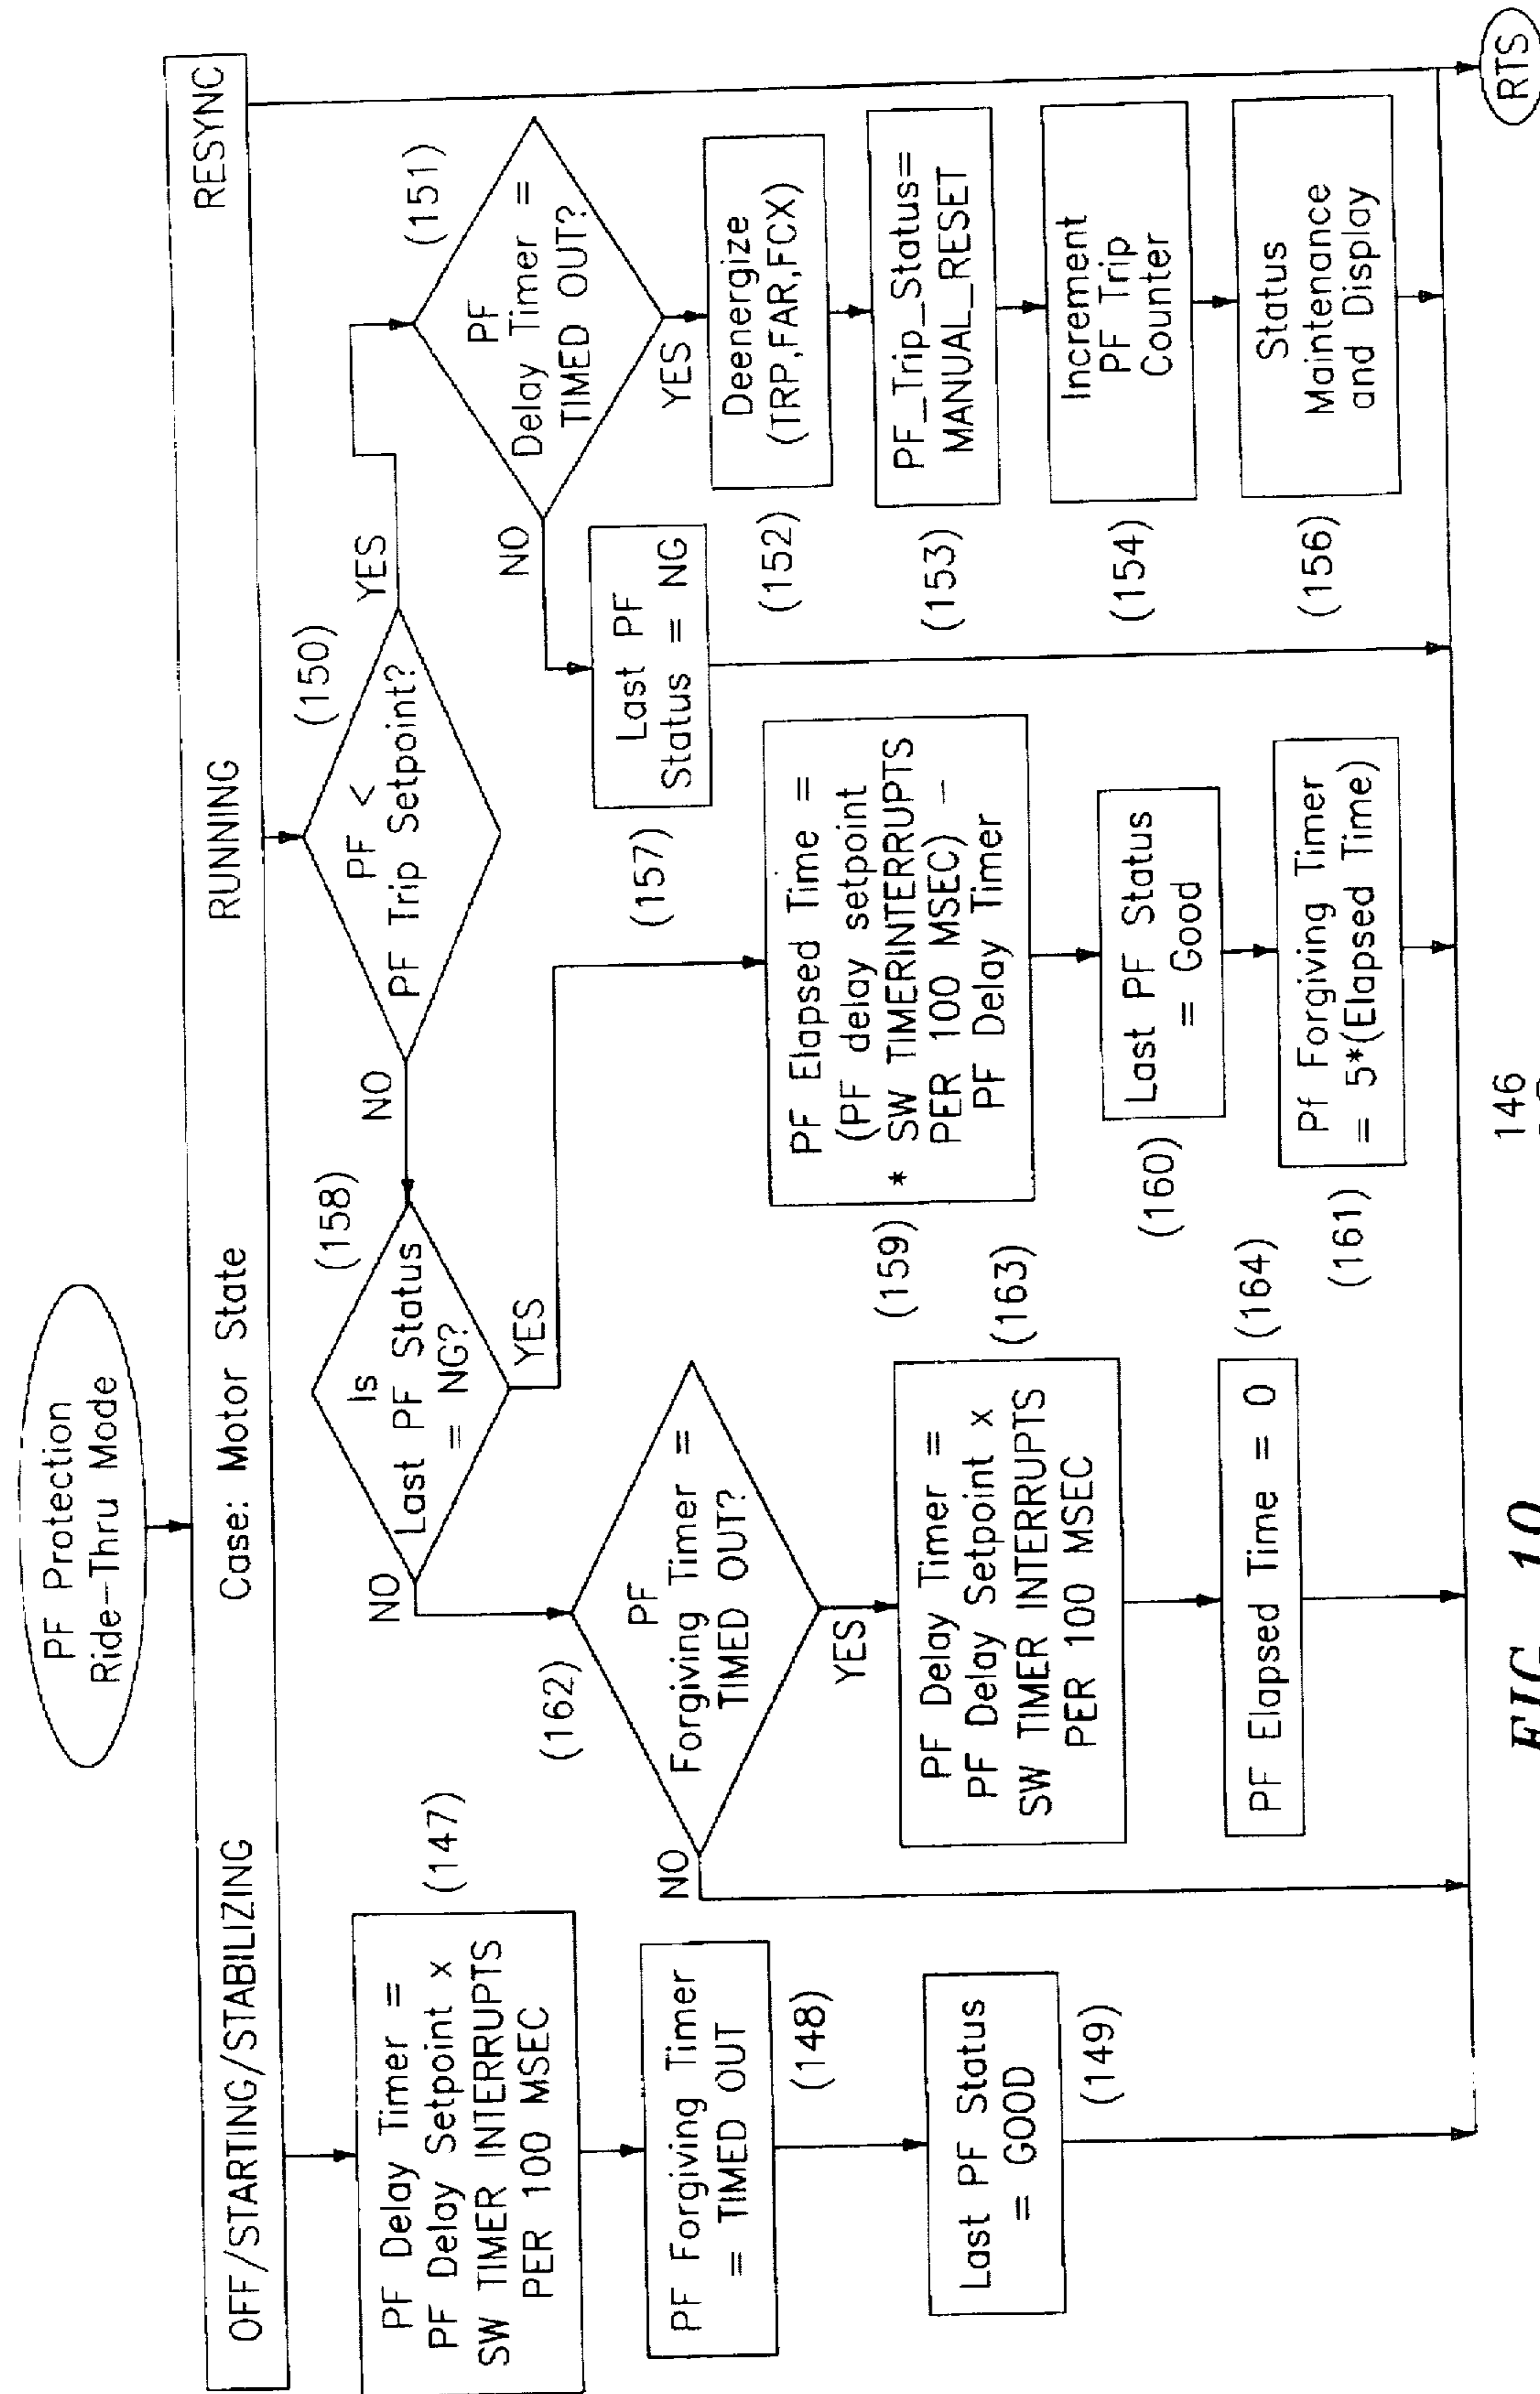 PF Protection
Ride-Thru Mode
OFF/STARTING/STABILIZING
Case: Motor State
RUNNING
RESYNC
PF Delay Timer =
PF Delay Setpoint x
SW TIMER INTERRUPTS
PER 100 MSEC
(147)
PF Forgiving Timer
= TIMED OUT
(148)
Last PF Status
= GOOD
(149)
PF <
PF Trip Setpoint?
(150)
YES
NO
PF
Delay Timer =
TIMED OUT?
(151)
YES
NO
Deenergize
(TRP,FAR,FCX)
(152)
PF_Trip_Status=
MANUAL_RESET
(153)
Increment
PF Trip
Counter
(154)
Status
Maintenance
and Display
(156)
Last PF
Status = NG
(157)
Is
Last PF Status
= NG?
(158)
YES
NO
PF Elapsed Time =
(PF delay setpoint
* SW TIMERINTERRUPTS
PER 100 MSEC) -
PF Delay Timer
(159)
Last PF Status
= Good
(160)
Pf Forgiving Timer
= 5*(Elapsed Time)
(161)
PF
Forgiving Timer =
TIMED OUT?
(162)
NO
YES
PF Delay Timer =
PF Delay Setpoint x
SW TIMER INTERRUPTS
PER 100 MSEC
(163)
PF Elapsed Time = 0
(164)
RTS
146
FIG. 19